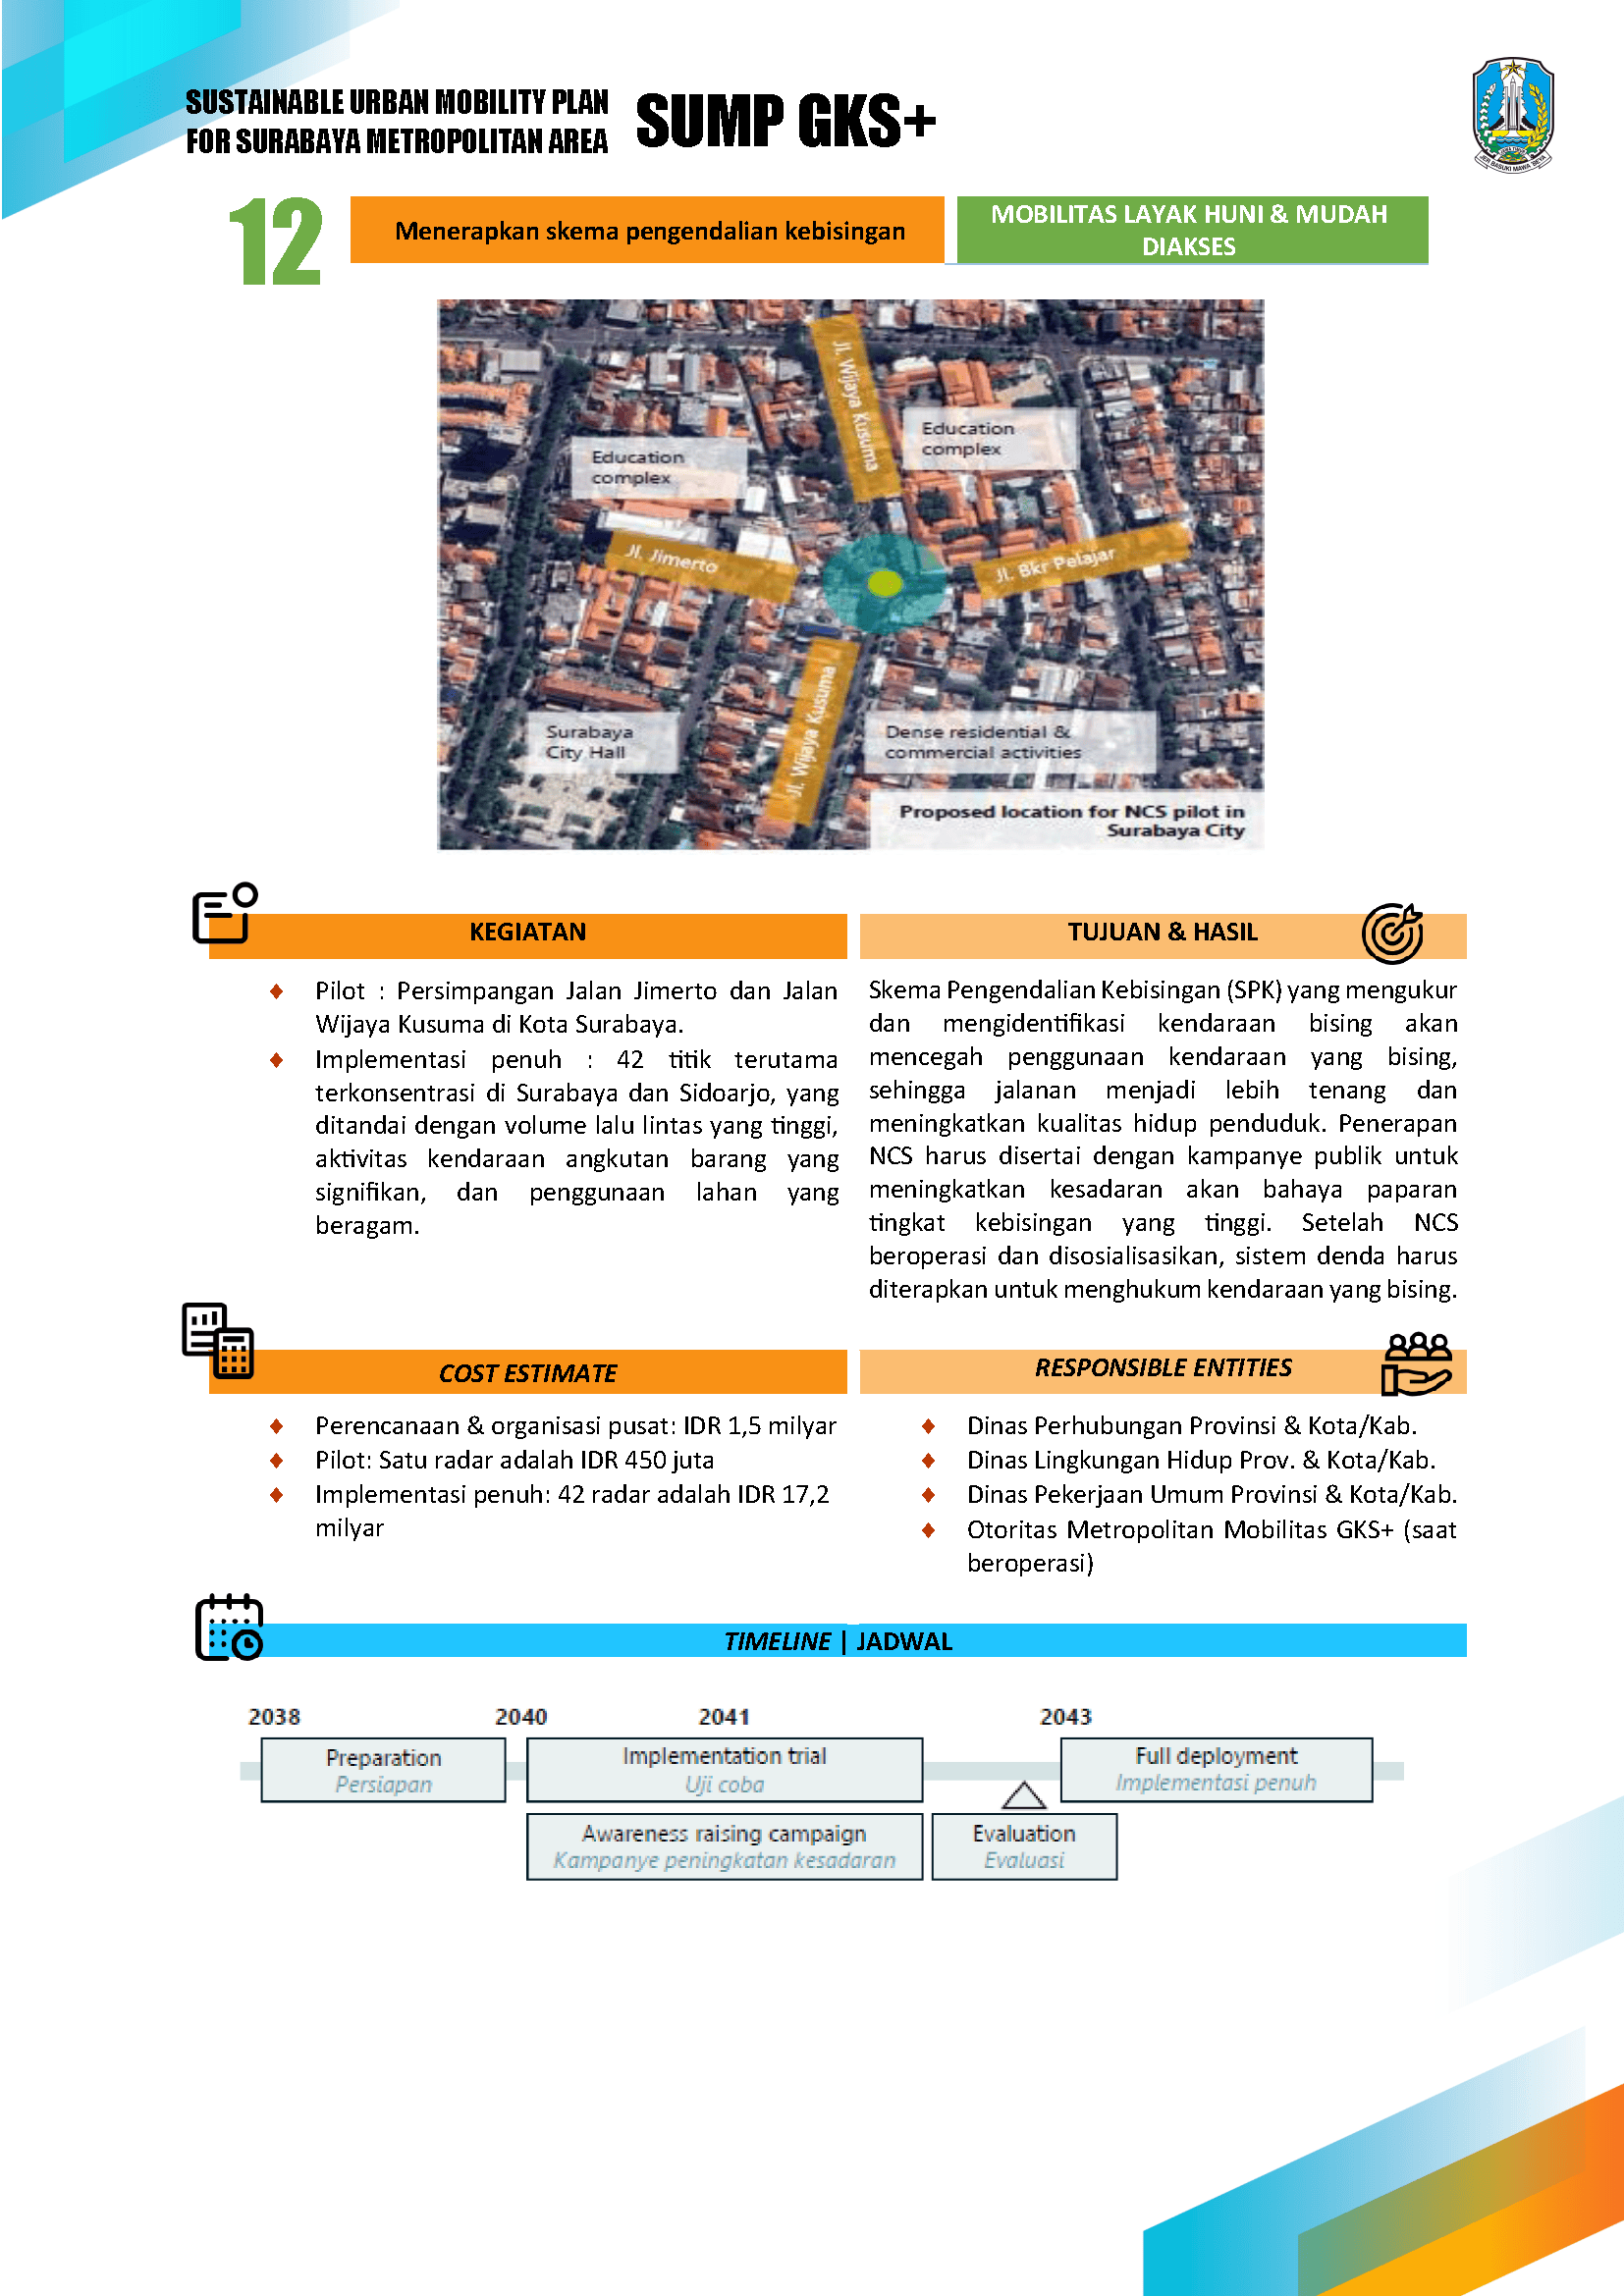 SUSTAINABLE URBAN MOBILITY PLAN
FOR SURABAYA METROPOLITAN AREA
SUMP GKS+
JAWA TIMUR
JER BASUKI MAWA BEYA
12
Menerapkan skema pengendalian kebisingan
MOBILITAS LAYAK HUNI & MUDAH
DIAKSES
Jl. Wijaya Kusuma
Education
complex
Education
complex
Jl. Jimerto
Jl. Bkr Pelajar
Jl. Wijaya Kusuma
Surabaya
City Hall
Dense residential &
commercial activities
Proposed location for NCS pilot in
Surabaya City
KEGIATAN
♦ Pilot : Persimpangan Jalan Jimerto dan Jalan
Wijaya Kusuma di Kota Surabaya.
♦ Implementasi penuh : 42 titik terutama
terkonsentrasi di Surabaya dan Sidoarjo, yang
ditandai dengan volume lalu lintas yang tinggi,
aktivitas kendaraan angkutan barang yang
signifikan, dan penggunaan lahan yang
beragam.
TUJUAN & HASIL
Skema Pengendalian Kebisingan (SPK) yang mengukur
dan mengidentifikasi kendaraan bising akan
mencegah penggunaan kendaraan yang bising,
sehingga jalanan menjadi lebih tenang dan
meningkatkan kualitas hidup penduduk. Penerapan
NCS harus disertai dengan kampanye publik untuk
meningkatkan kesadaran akan bahaya paparan
tingkat kebisingan yang tinggi. Setelah NCS
beroperasi dan disosialisasikan, sistem denda harus
diterapkan untuk menghukum kendaraan yang bising.
COST ESTIMATE
♦ Perencanaan & organisasi pusat: IDR 1,5 milyar
♦ Pilot: Satu radar adalah IDR 450 juta
♦ Implementasi penuh: 42 radar adalah IDR 17,2
milyar
RESPONSIBLE ENTITIES
♦ Dinas Perhubungan Provinsi & Kota/Kab.
♦ Dinas Lingkungan Hidup Prov. & Kota/Kab.
♦ Dinas Pekerjaan Umum Provinsi & Kota/Kab.
♦ Otoritas Metropolitan Mobilitas GKS+ (saat
beroperasi)
TIMELINE | JADWAL
2038
2040
2041
2043
Preparation
Persiapan
Implementation trial
Uji coba
Full deployment
Implementasi penuh
Awareness raising campaign
Kampanye peningkatan kesadaran
Evaluation
Evaluasi